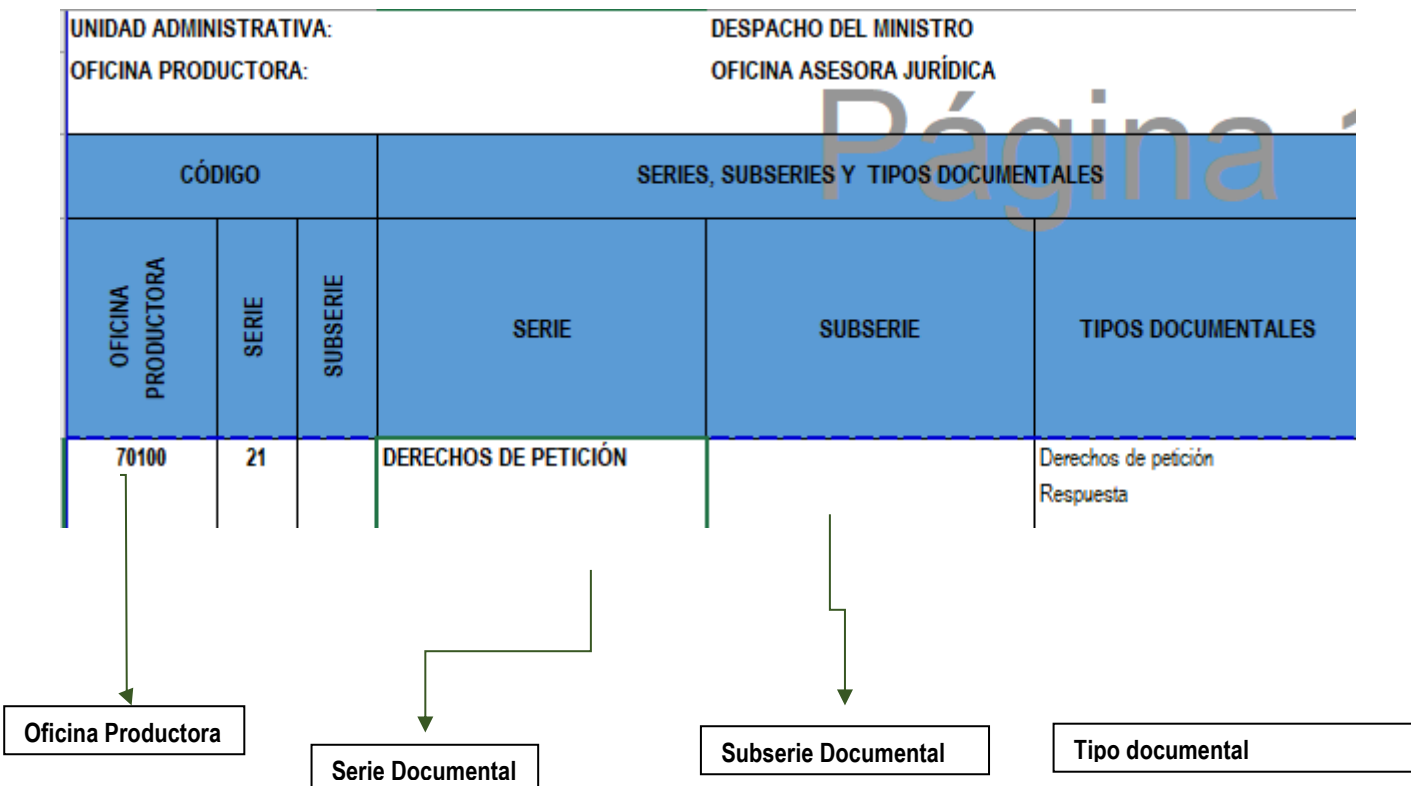 UNIDAD ADMINISTRATIVA: DESPACHO DEL MINISTRO
OFICINA PRODUCTORA: OFICINA ASESORA JURÍDICA
Página 1
CÓDIGO SERIES, SUBSERIES Y TIPOS DOCUMENTALES
OFICINA
PRODUCTORA
SERIE
SUBSERIE
SERIE SUBSERIE TIPOS DOCUMENTALES
70100 21 DERECHOS DE PETICIÓN Derechos de petición
Respuesta
Oficina Productora
Serie Documental
Subserie Documental
Tipo documental